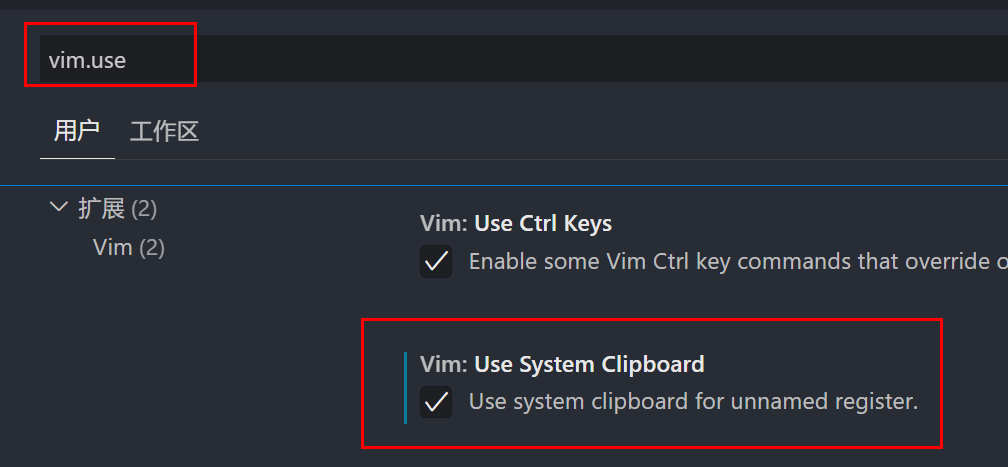 vim.use
用户 工作区
扩展 (2)
Vim (2)
Vim: Use Ctrl Keys
Enable some Vim Ctrl key commands that override
Vim: Use System Clipboard
Use system clipboard for unnamed register.